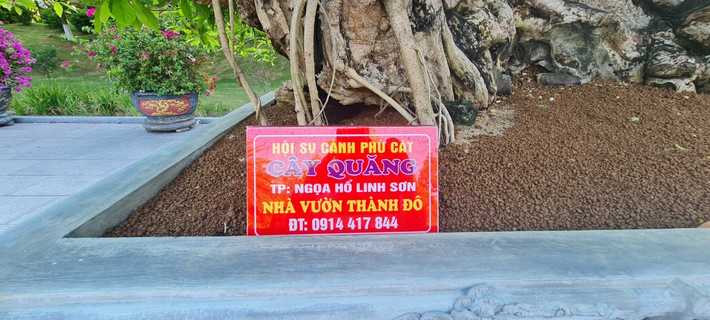 HỘI SV CẢNH PHÙ CÁT
CÂY QUĂNG
TP: NGỌA HỔ LINH SƠN
NHÀ VƯỜN THÀNH ĐÔ
ĐT: 0914 417 844